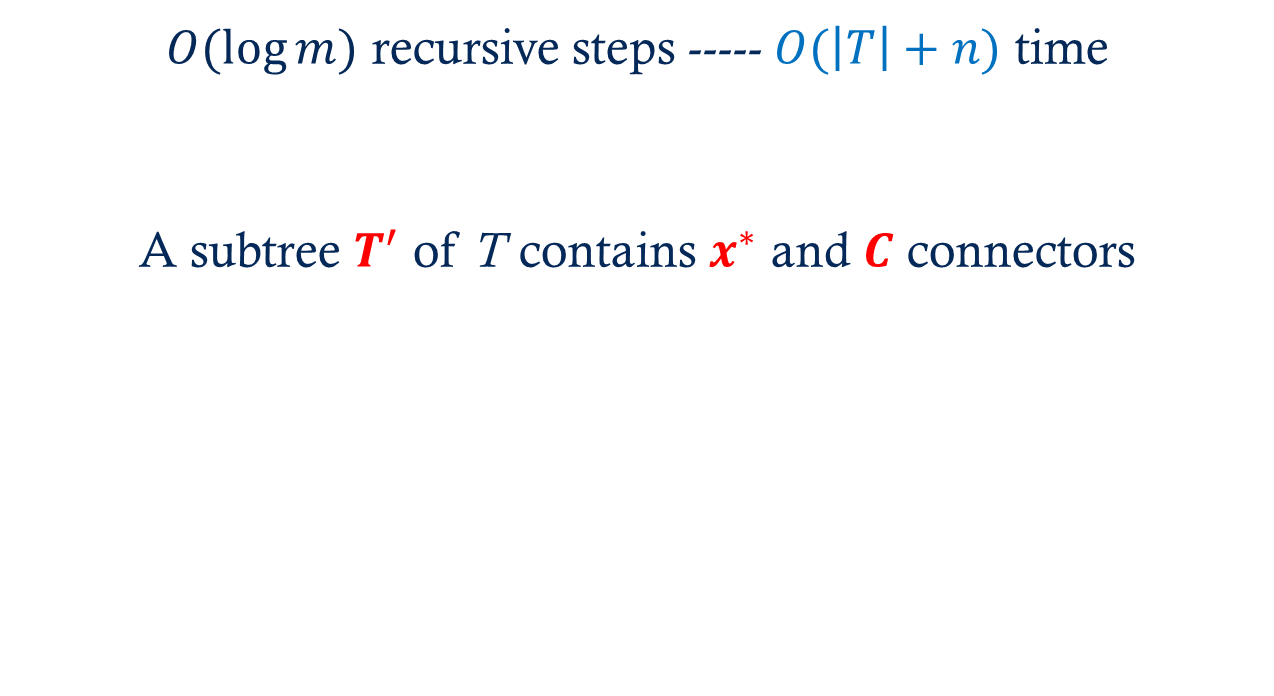 O(log m) recursive steps ----- O(|T| + n) time
A subtree T′ of T contains x* and C connectors